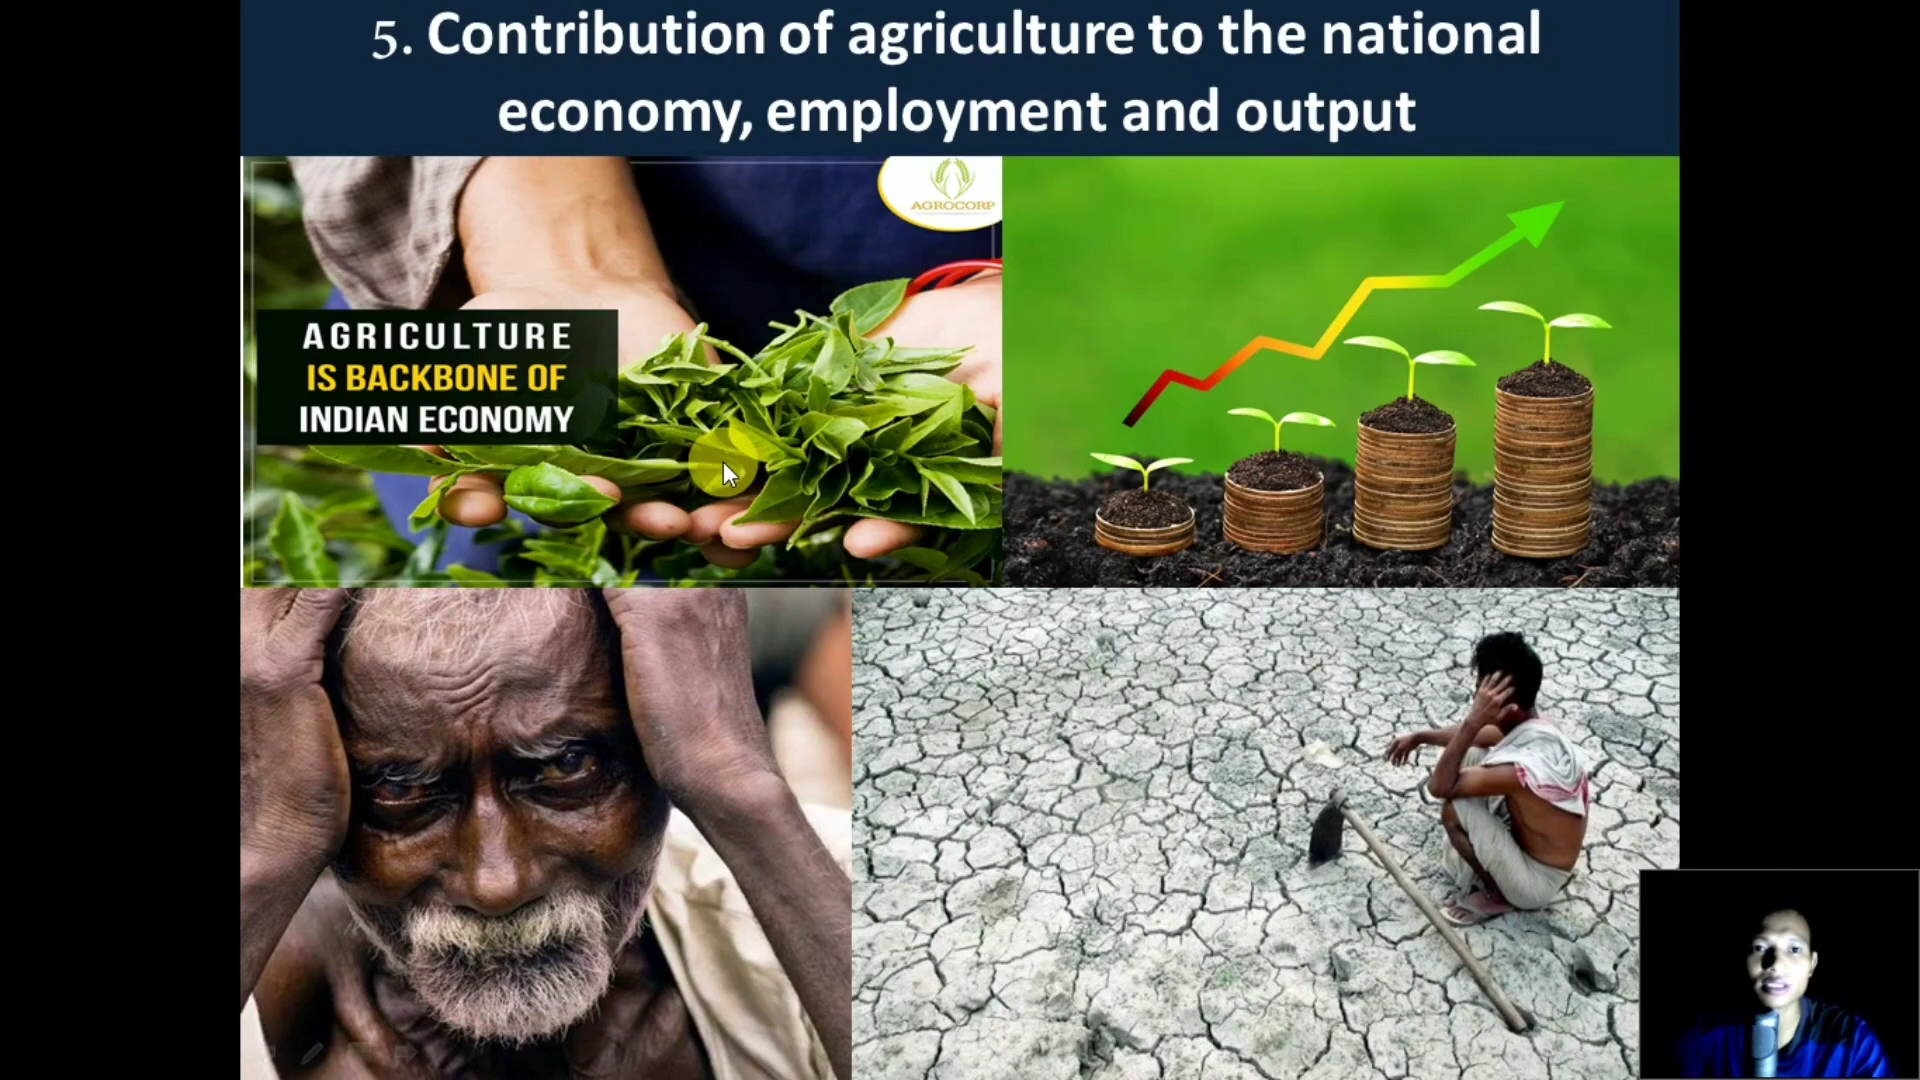 5. Contribution of agriculture to the national
economy, employment and output
AGROCORP
AGRICULTURE
IS BACKBONE OF
INDIAN ECONOMY